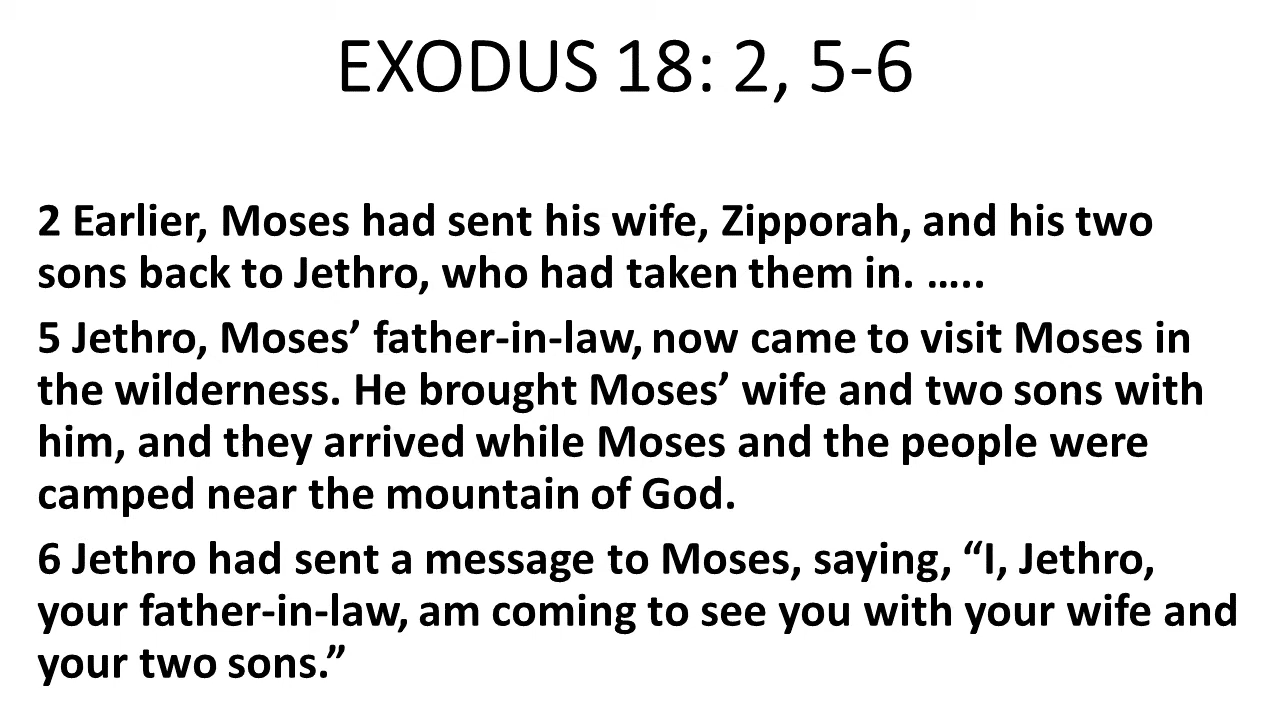 EXODUS 18: 2, 5-6
2 Earlier, Moses had sent his wife, Zipporah, and his two
sons back to Jethro, who had taken them in. …..
5 Jethro, Moses’ father-in-law, now came to visit Moses in
the wilderness. He brought Moses’ wife and two sons with
him, and they arrived while Moses and the people were
camped near the mountain of God.
6 Jethro had sent a message to Moses, saying, “I, Jethro,
your father-in-law, am coming to see you with your wife and
your two sons.”